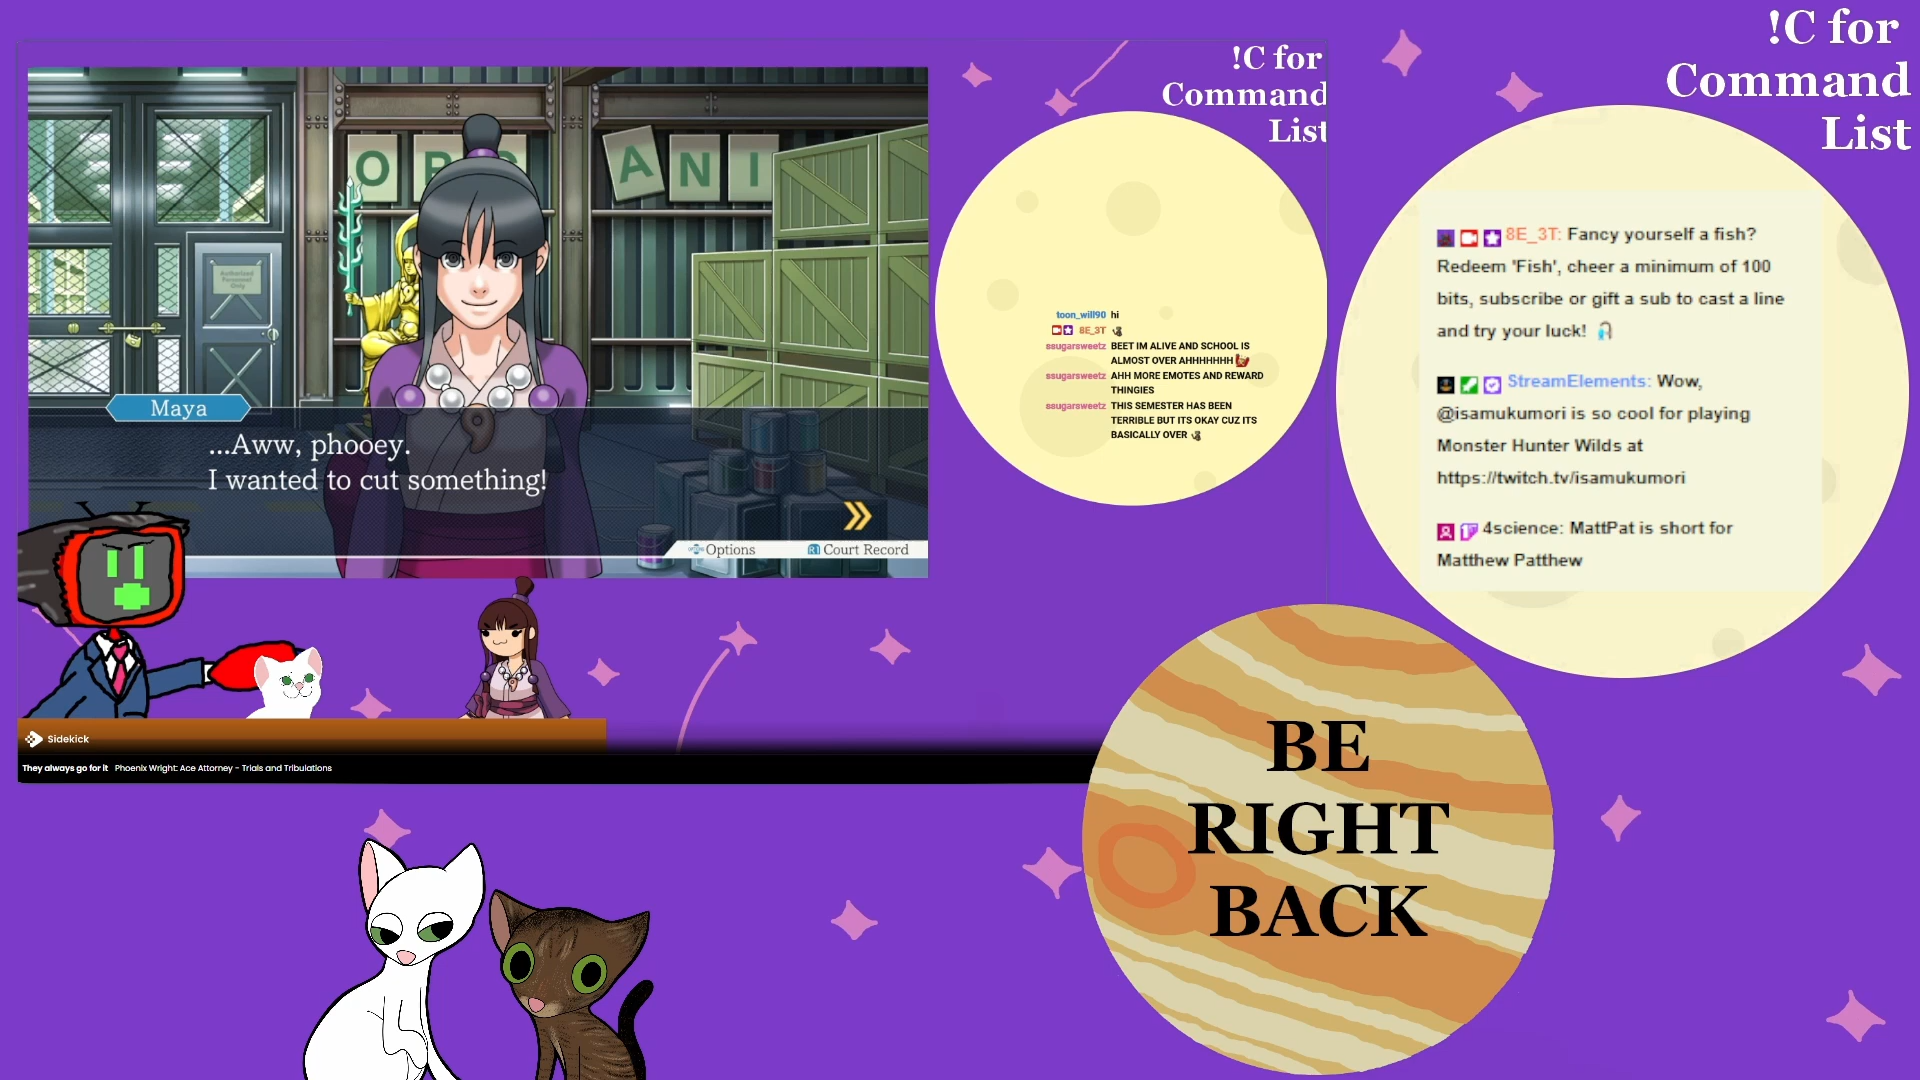 !C for
Command
List
!C for
Command
List
O
A N I
Authorized
Personnel
Only
Maya
...Aww, phooey.
I wanted to cut something!
Options
R1 Court Record
toon_will90 hi
8E_3T
ssugarsweetz BEET IM ALIVE AND SCHOOL IS
ALMOST OVER AHHHHHHH
ssugarsweetz AHH MORE EMOTES AND REWARD
THINGIES
ssugarsweetz THIS SEMESTER HAS BEEN
TERRIBLE BUT ITS OKAY CUZ ITS
BASICALLY OVER
8E_3T: Fancy yourself a fish?
Redeem 'Fish', cheer a minimum of 100
bits, subscribe or gift a sub to cast a line
and try your luck!
StreamElements: Wow,
@isamukumori is so cool for playing
Monster Hunter Wilds at
https://twitch.tv/isamukumori
4science: MattPat is short for
Matthew Patthew
Sidekick
They always go for it Phoenix Wright: Ace Attorney - Trials and Tribulations
BE
RIGHT
BACK